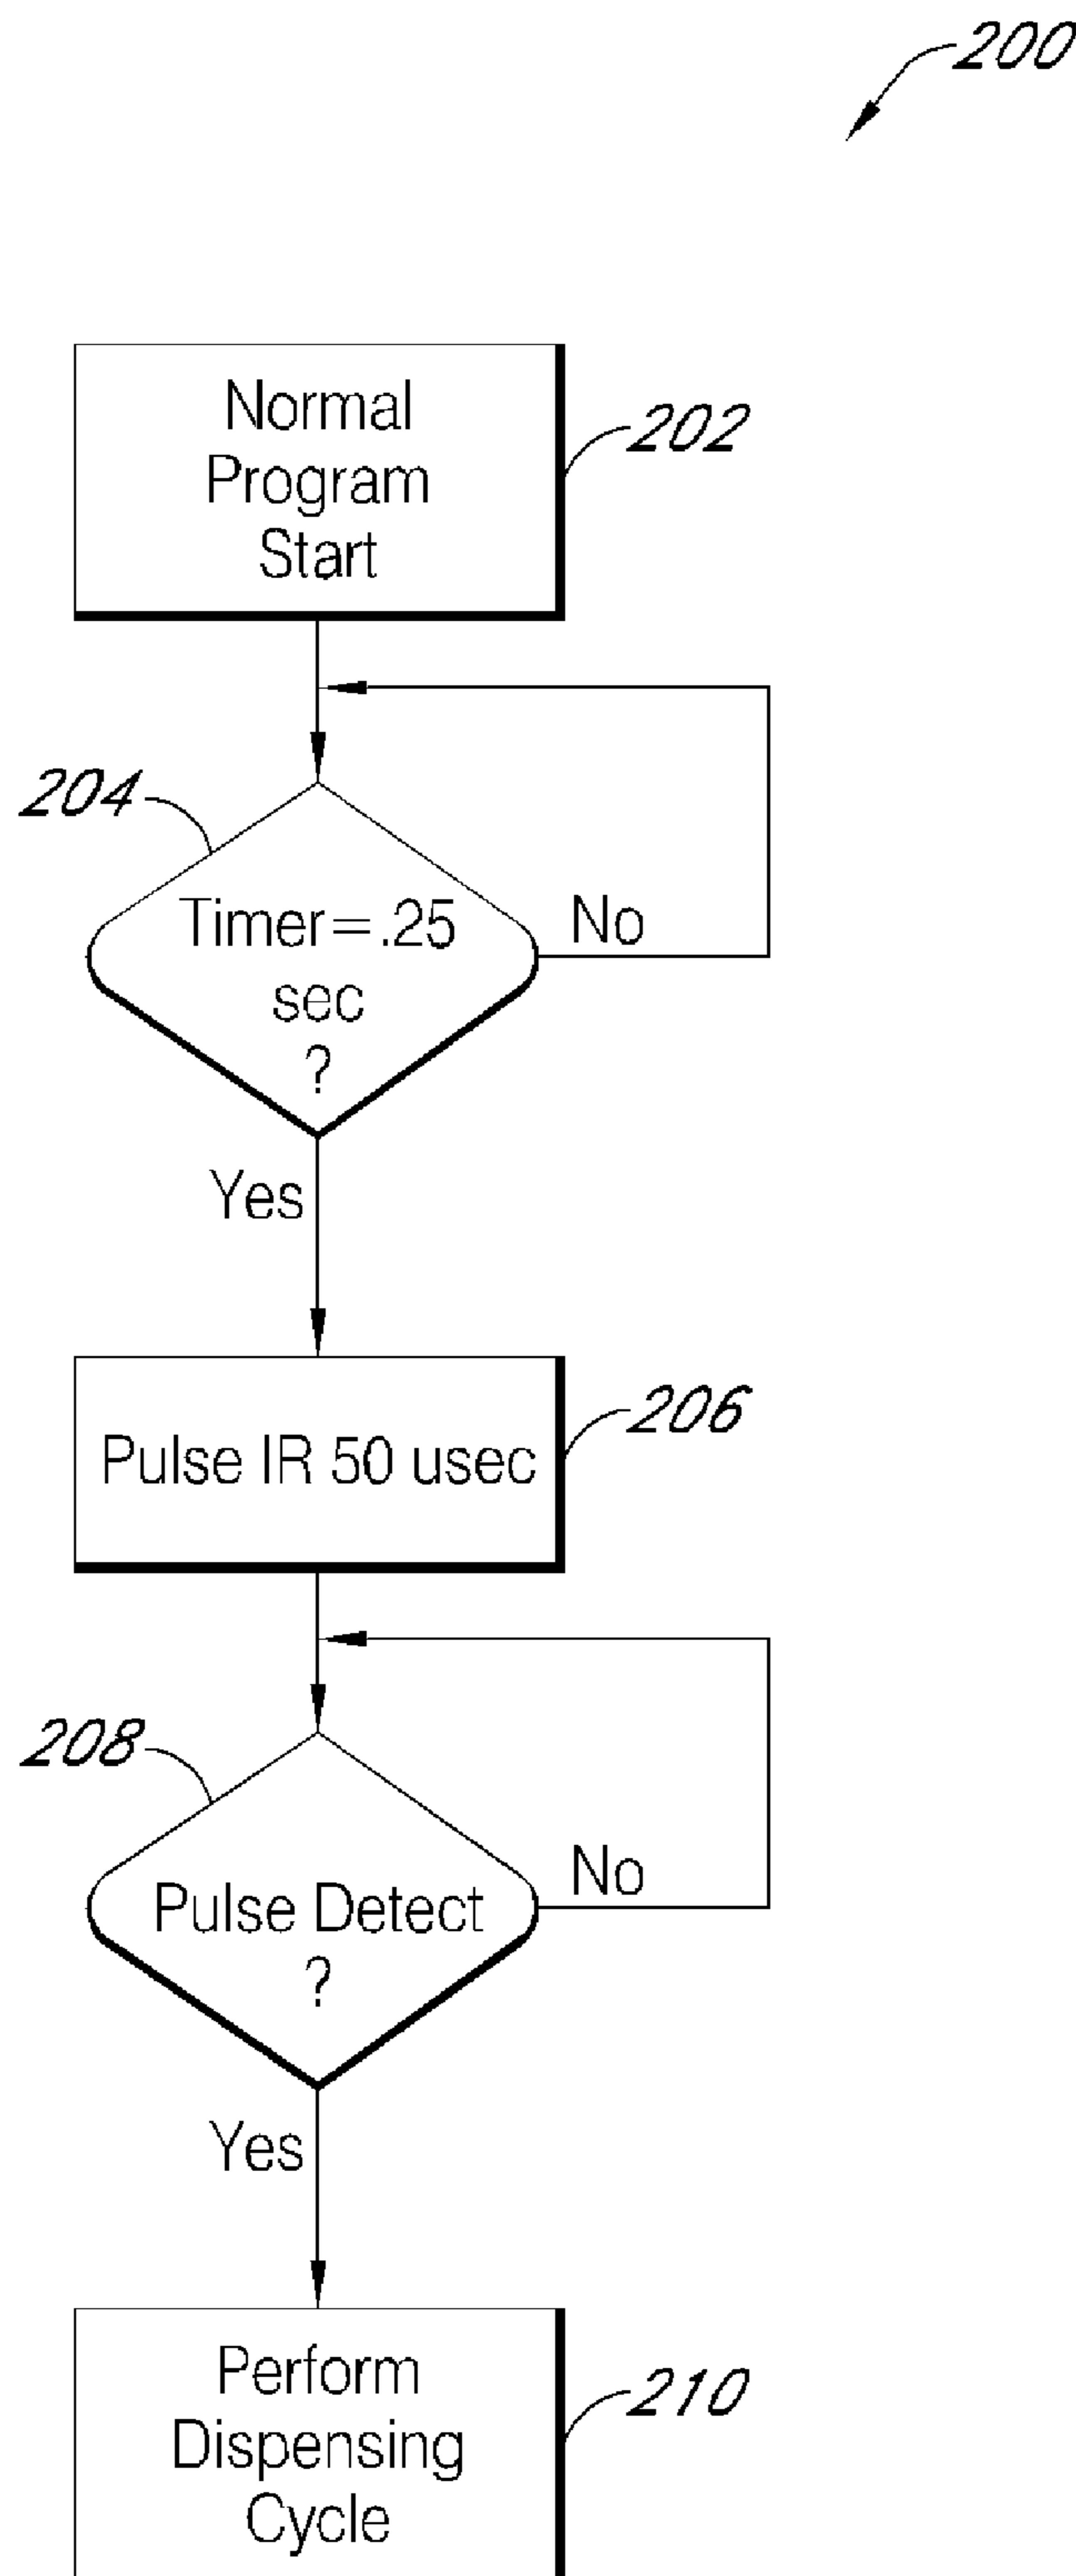 200
Normal
Program
Start
202
204
Timer=.25
sec
?
No
Yes
Pulse IR 50 usec
206
208
Pulse Detect
?
No
Yes
Perform
Dispensing
Cycle
210